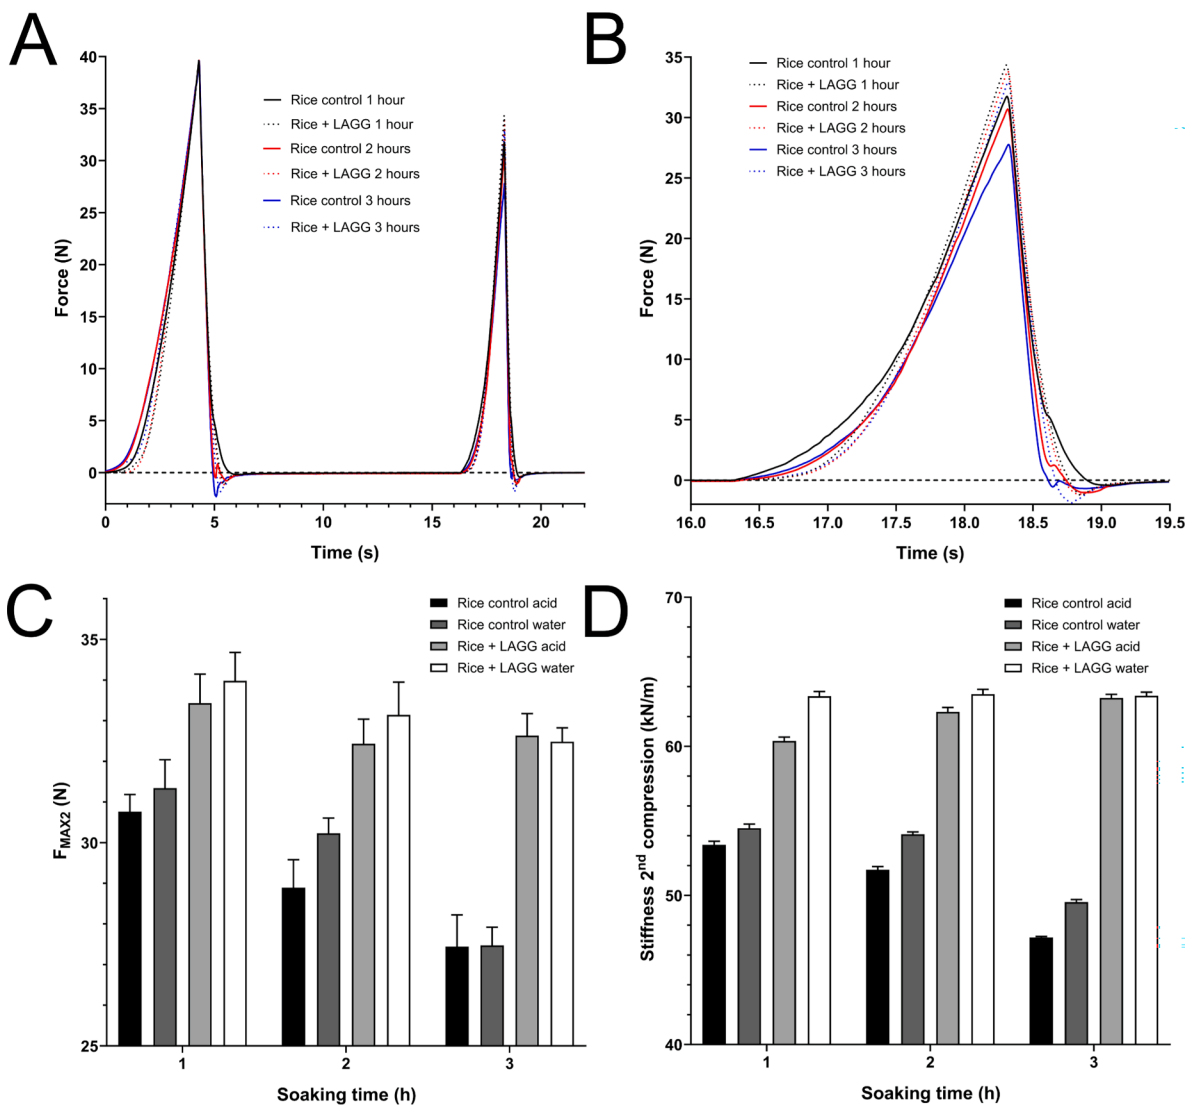 A
40
35
30
25
20
15
10
5
0
0
5
10
15
20
Force (N)
Time (s)
Rice control 1 hour
Rice + LAGG 1 hour
Rice control 2 hours
Rice + LAGG 2 hours
Rice control 3 hours
Rice + LAGG 3 hours
B
35
30
25
20
15
10
5
0
16.0
16.5
17.0
17.5
18.0
18.5
19.0
19.5
Force (N)
Time (s)
Rice control 1 hour
Rice + LAGG 1 hour
Rice control 2 hours
Rice + LAGG 2 hours
Rice control 3 hours
Rice + LAGG 3 hours
C
35
30
25
1
2
3
FMAX2 (N)
Soaking time (h)
Rice control acid
Rice control water
Rice + LAGG acid
Rice + LAGG water
D
70
60
50
40
1
2
3
Stiffness 2nd compression (kN/m)
Soaking time (h)
Rice control acid
Rice control water
Rice + LAGG acid
Rice + LAGG water